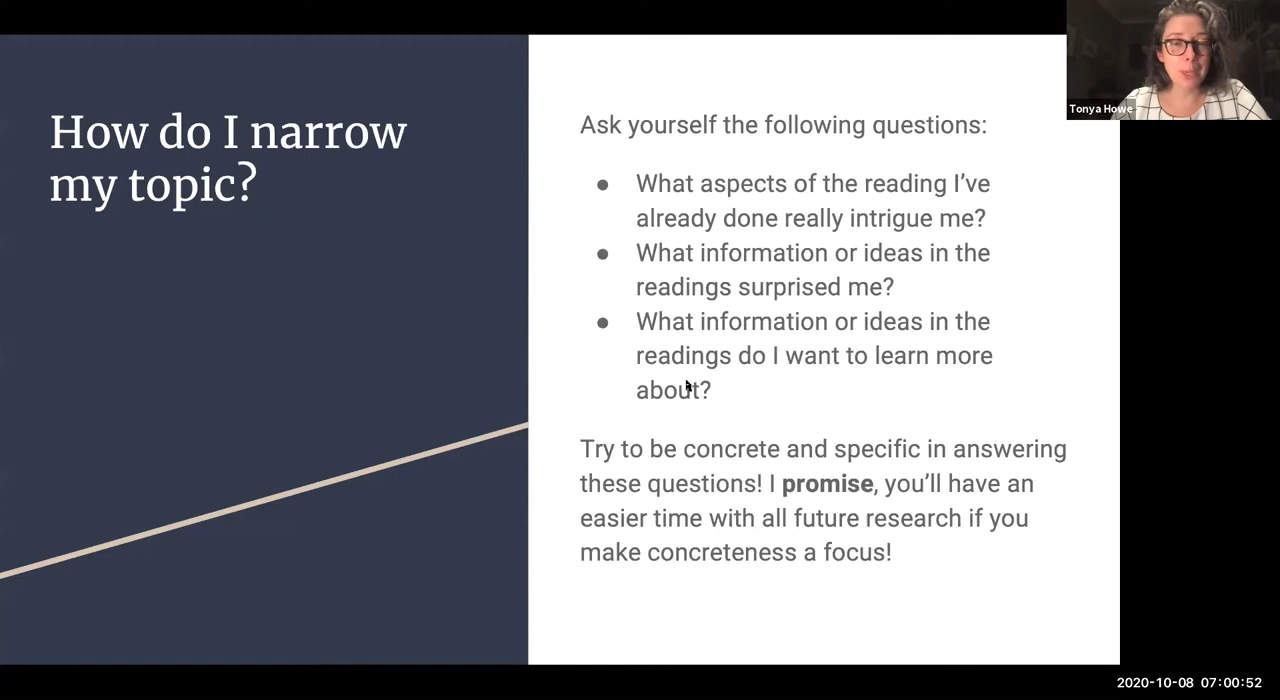 How do I narrow
my topic?
Ask yourself the following questions:
● What aspects of the reading I’ve
already done really intrigue me?
● What information or ideas in the
readings surprised me?
● What information or ideas in the
readings do I want to learn more
about?
Try to be concrete and specific in answering
these questions! I promise, you’ll have an
easier time with all future research if you
make concreteness a focus!
Tonya Howe
2020-10-08 07:00:52